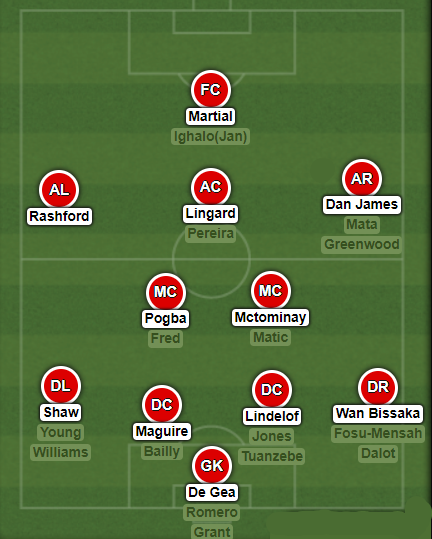 FC
Martial
Ighalo(Jan)
AL
Rashford
AC
Lingard
Pereira
AR
Dan James
Mata
Greenwood
MC
Pogba
Fred
MC
Mctominay
Matic
DL
Shaw
Young
Williams
DC
Maguire
Bailly
DC
Lindelof
Jones
Tuanzebe
DR
Wan Bissaka
Fosu-Mensah
Dalot
GK
De Gea
Romero
Grant